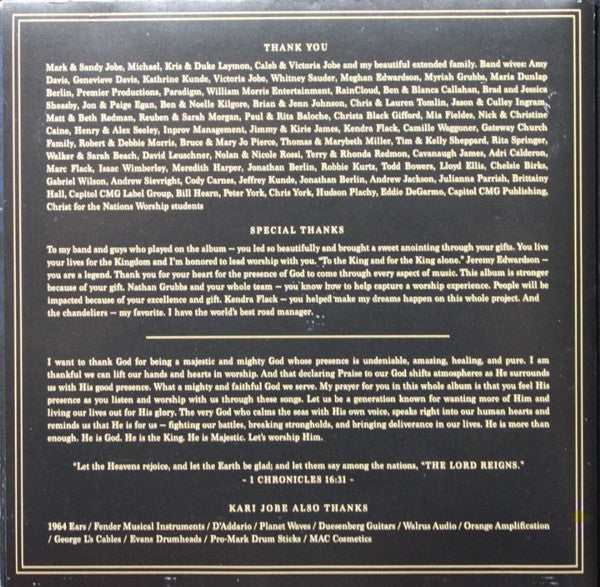 THANK YOU
Mark & Sandy Jobe, Michael, Kris & Duke Laymon, Caleb & Victoria Jobe and my beautiful extended family. Band wives: Amy
Davis, Genevieve Davis, Kathrine Kunde, Victoria Jobe, Whitney Sauder, Meghan Edwardson, Myriah Grubbs, Maria Dunlap
Berlin, Premier Productions, Paradigm, William Morris Entertainment, RainCloud, Ben & Blanca Callahan, Brad and Jessica
Sheasby, Jon & Paige Egan, Ben & Noelle Kilgore, Brian & Jenn Johnson, Chris & Lauren Tomlin, Jason & Culley Ingram,
Matt & Beth Redman, Reuben & Sarah Morgan, Paul & Rita Baloche, Christa Black Gifford, Mia Fieldes, Nick & Christine
Caine, Henry & Alex Seeley, Inprov Management, Jimmy & Kirie James, Kendra Flack, Camille Waggoner, Gateway Church
Family, Robert & Debbie Morris, Bruce & Mary Jo Pierce, Thomas & Marybeth Miller, Tim & Kelly Sheppard, Rita Springer,
Walker & Sarah Beach, David Leuschner, Nolan & Nicole Rossi, Terry & Rhonda Redmon, Cavanaugh James, Adri Calderon,
Marc Flack, Isaac Wimberley, Meredith Harper, Jonathan Berlin, Robbie Kurtz, Todd Bowers, Lloyd Ellis, Chelsie Birks,
Gabriel Wilson, Andrew Sievright, Cody Carnes, Jeffrey Kunde, Jonathan Berlin, Andrew Jackson, Julianna Parrish, Brittainy
Hall, Capitol CMG Label Group, Bill Hearn, Peter York, Chris York, Hudson Plachy, Eddie DeGarmo, Capitol CMG Publishing,
Christ for the Nations Worship students
SPECIAL THANKS
To my band and guys who played on the album – you led so beautifully and brought a sweet anointing through your gifts. You live
your lives for the Kingdom and I'm honored to lead worship with you. "To the King and for the King alone." Jeremy Edwardson –
you are a legend. Thank you for your heart for the presence of God to come through every aspect of music. This album is stronger
because of your gift. Nathan Grubbs and your whole team – you know how to help capture a worship experience. People will be
impacted because of your excellence and gift. Kendra Flack – you helped make my dreams happen on this whole project. And
the chandeliers – my favorite. I have the world's best road manager.
I want to thank God for being a majestic and mighty God whose presence is undeniable, amazing, healing, and pure. I am
thankful we can lift our hands and hearts in worship. And that declaring Praise to our God shifts atmospheres as He surrounds
us with His good presence. What a mighty and faithful God we serve. My prayer for you in this whole album is that you feel His
presence as you listen and worship with us through these songs. Let us be a generation known for wanting more of Him and
living our lives out for His glory. The very God who calms the seas with His own voice, speaks right into our human hearts and
reminds us that He is for us – fighting our battles, breaking strongholds, and bringing deliverance in our lives. He is more than
enough. He is God. He is the King. He is Majestic. Let's worship Him.
"Let the Heavens rejoice, and let the Earth be glad; and let them say among the nations, "THE LORD REIGNS."
- 1 CHRONICLES 16:31 -
KARI JOBE ALSO THANKS
1964 Ears / Fender Musical Instruments / D'Addario / Planet Waves / Duesenberg Guitars / Walrus Audio / Orange Amplification
/ George L's Cables / Evans Drumheads / Pro-Mark Drum Sticks / MAC Cosmetics